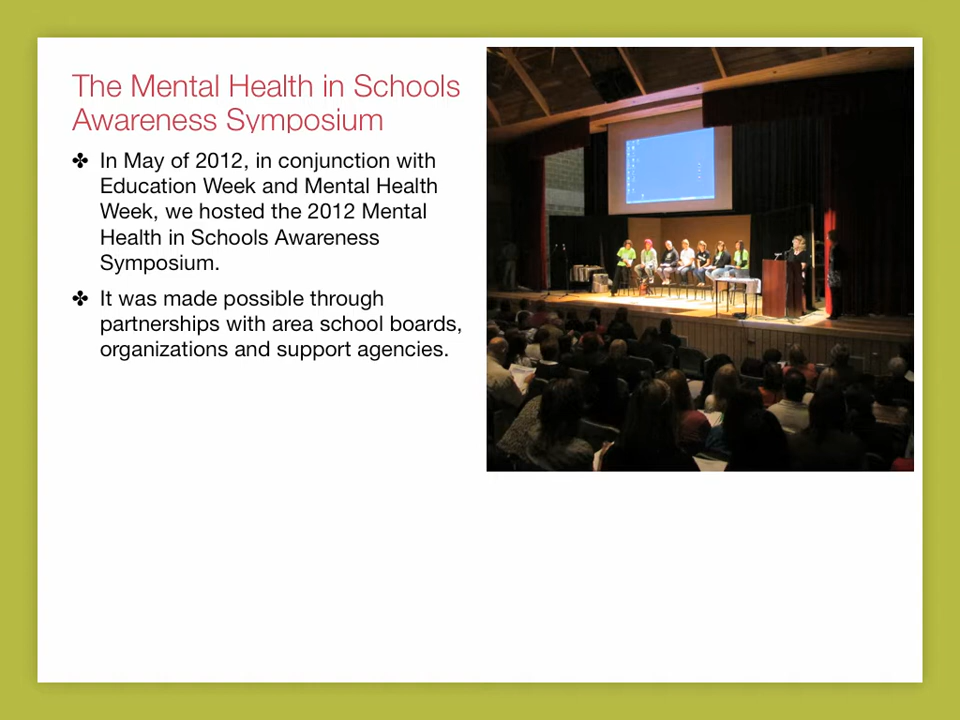 The Mental Health in Schools
Awareness Symposium
✤ In May of 2012, in conjunction with
Education Week and Mental Health
Week, we hosted the 2012 Mental
Health in Schools Awareness
Symposium.
✤ It was made possible through
partnerships with area school boards,
organizations and support agencies.